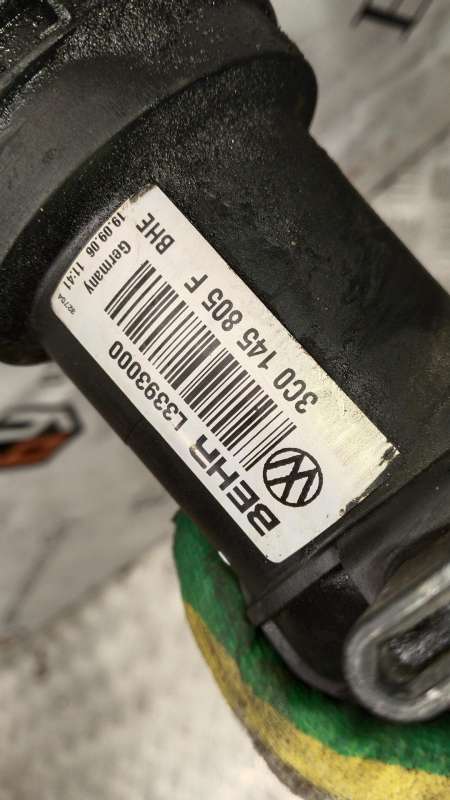 3C0 145 805 F BHE
BEHR L3393000
Germany
19.09.06 11:41